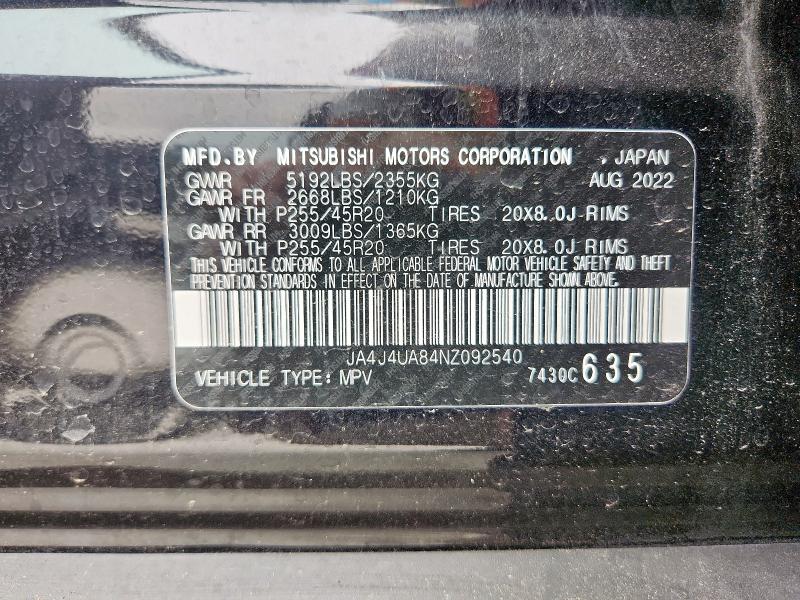 MFD.BY MITSUBISHI MOTORS CORPORATION . JAPAN
GVWR 5192LBS/2355KG AUG 2022
GAWR FR 2668LBS/1210KG
WITH P255/45R20 TIRES 20X8.0J RIMS
GAWR RR 3009LBS/1365KG
WITH P255/45R20 TIRES 20X8.0J RIMS
THIS VEHICLE CONFORMS TO ALL APPLICABLE FEDERAL MOTOR VEHICLE SAFETY AND THEFT
PREVENTION STANDARDS IN EFFECT ON THE DATE OF MANUFACTURE SHOWN ABOVE.
JA4J4UA84NZ092540
VEHICLE TYPE: MPV 7430C 635